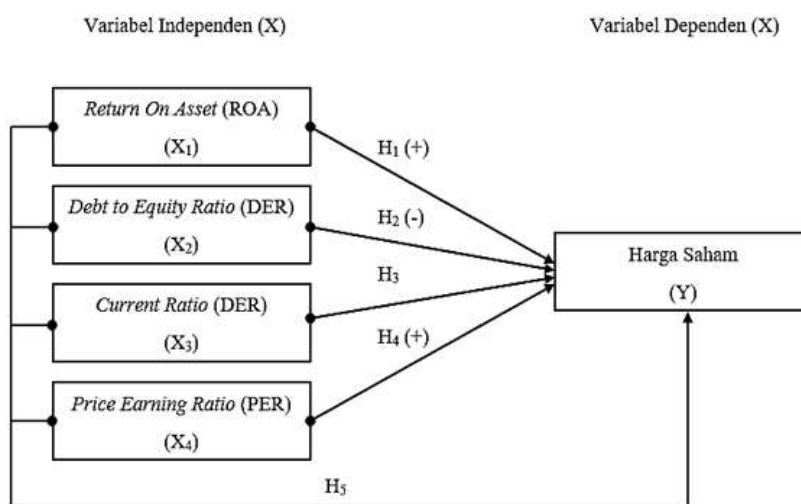 Variabel Independen (X)
Variabel Dependen (X)
Return On Asset (ROA)
(X₁)
H₁ (+)
Debt to Equity Ratio (DER)
(X₂)
H₂ (-)
Harga Saham
(Y)
H₃
Current Ratio (DER)
(X₃)
H₄ (+)
Price Earning Ratio (PER)
(X₄)
H₅